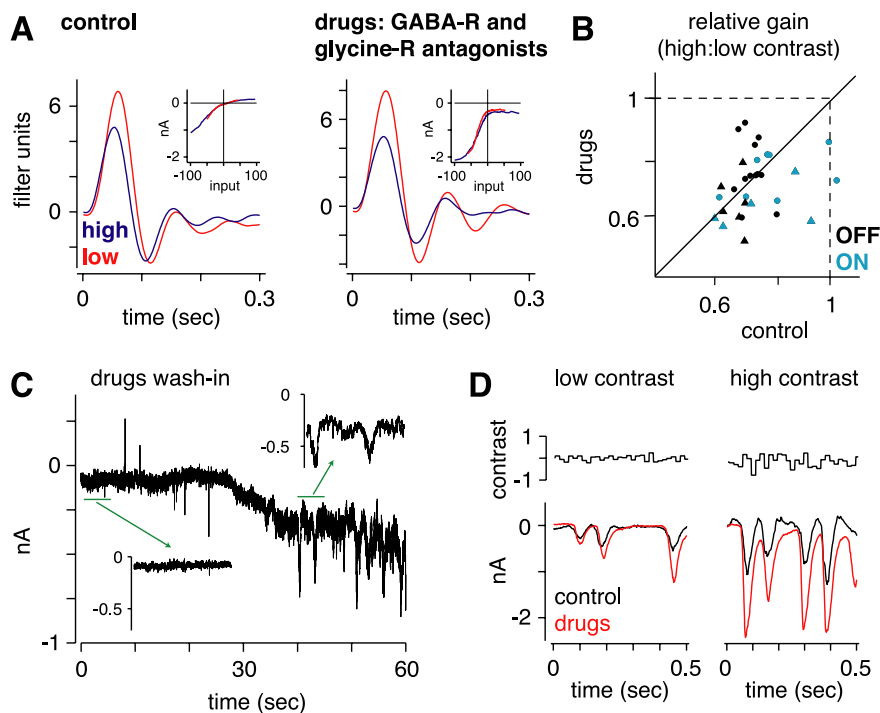 A
control
drugs: GABA-R and
glycine-R antagonists
B
relative gain
(high:low contrast)
filter units
6
0
high
low
nA
0
-2
-100
100
input
0
0.3
time (sec)
6
0
nA
0
-2
-100
100
input
0
0.3
time (sec)
drugs
1
0.6
OFF
ON
0.6
1
control
C
drugs wash-in
nA
0
-1
0
-0.5
0
-0.5
0
30
60
time (sec)
D
low contrast
high contrast
contrast
1
-1
nA
0
-2
control
drugs
0
0.5
time (sec)
0
0.5
time (sec)